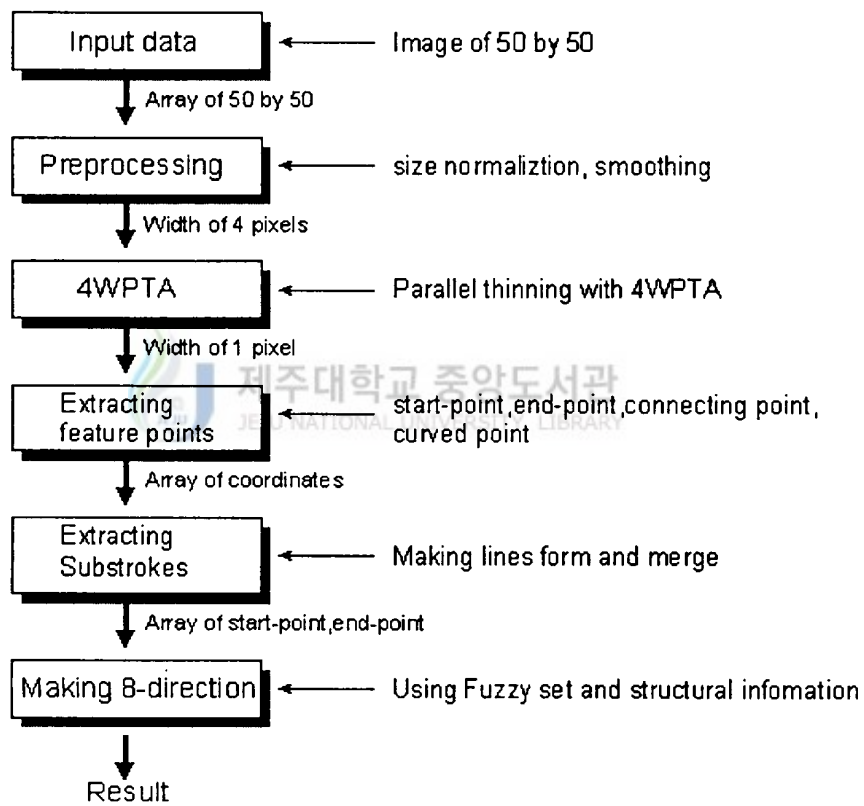 Input data
Image of 50 by 50
Array of 50 by 50
Preprocessing
size normaliztion, smoothing
Width of 4 pixels
4WPTA
Parallel thinning with 4WPTA
Width of 1 pixel
제주대학교 중앙도서관
JEJU NATIONAL UNIVERSITY LIBRARY
Extracting
feature points
start-point,end-point,connecting point,
curved point
Array of coordinates
Extracting
Substrokes
Making lines form and merge
Array of start-point,end-point
Making 8-direction
Using Fuzzy set and structural infomation
Result